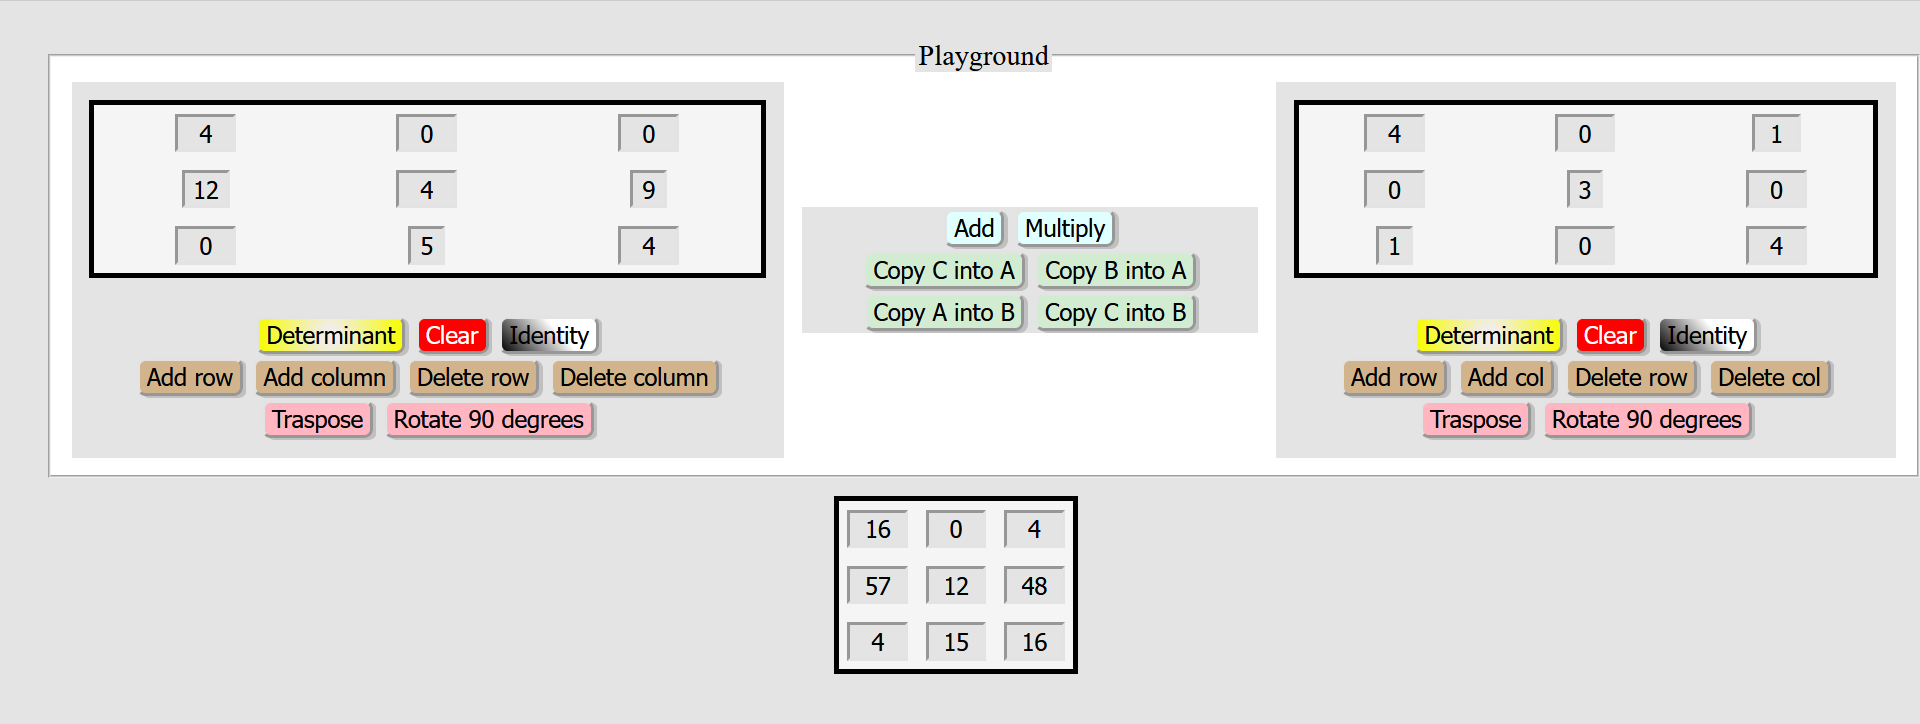 Playground
4 0 0
12 4 9
0 5 4
Determinant Clear Identity
Add row Add column Delete row Delete column
Traspose Rotate 90 degrees
Add Multiply
Copy C into A Copy B into A
Copy A into B Copy C into B
4 0 1
0 3 0
1 0 4
Determinant Clear Identity
Add row Add col Delete row Delete col
Traspose Rotate 90 degrees
16 0 4
57 12 48
4 15 16